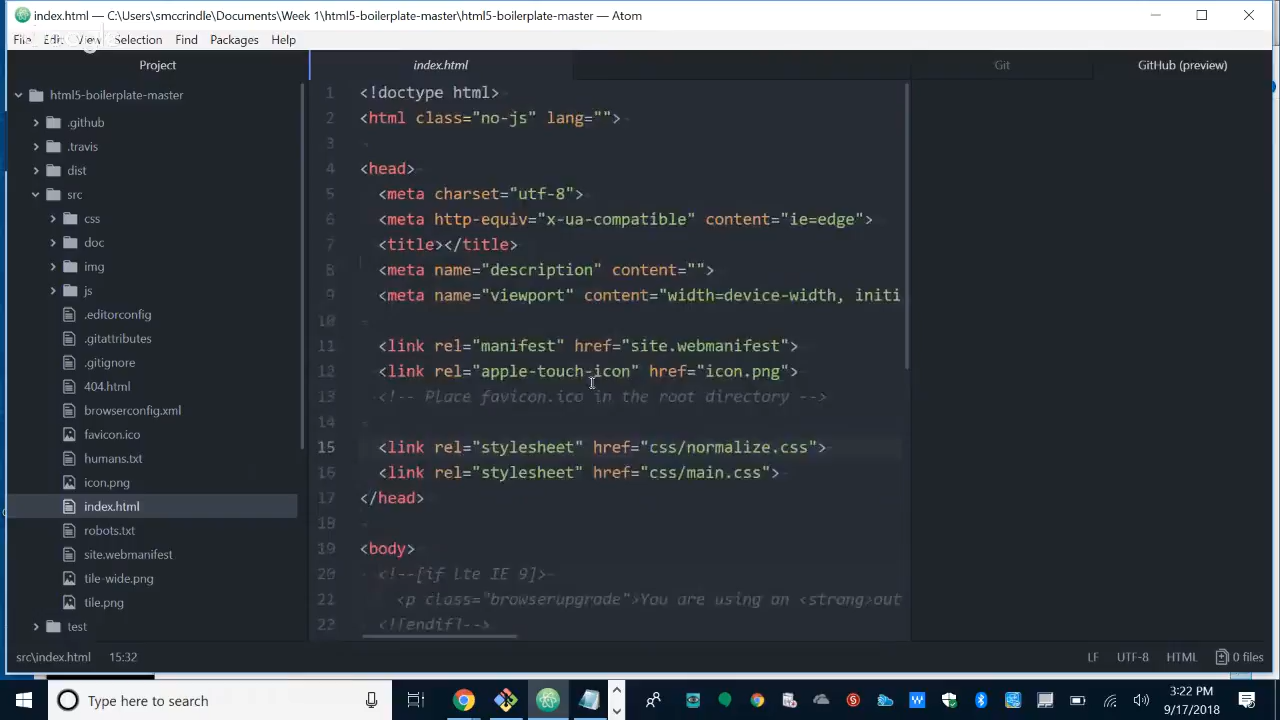 index.html — C:\Users\smccrindle\Documents\Week 1\html5-boilerplate-master\html5-boilerplate-master — Atom
File Edit View Selection Find Packages Help
Project
index.html
Git
GitHub (preview)
html5-boilerplate-master
.github
.travis
dist
src
css
doc
img
js
.editorconfig
.gitattributes
.gitignore
404.html
browserconfig.xml
favicon.ico
humans.txt
icon.png
index.html
robots.txt
site.webmanifest
tile-wide.png
tile.png
test
1 <!doctype html>
2 <html class="no-js" lang="">
3
4 <head>
5 <meta charset="utf-8">
6 <meta http-equiv="x-ua-compatible" content="ie=edge">
7 <title></title>
8 <meta name="description" content="">
9 <meta name="viewport" content="width=device-width, initi
10
11 <link rel="manifest" href="site.webmanifest">
12 <link rel="apple-touch-icon" href="icon.png">
13 <!-- Place favicon.ico in the root directory -->
14
15 <link rel="stylesheet" href="css/normalize.css">
16 <link rel="stylesheet" href="css/main.css">
17 </head>
18
19 <body>
20 <!--[if lte IE 9]>
21 <p class="browserupgrade">You are using an <strong>out
22 <![endif]-->
src\index.html 15:32
LF UTF-8 HTML 0 files
Type here to search
3:22 PM
9/17/2018